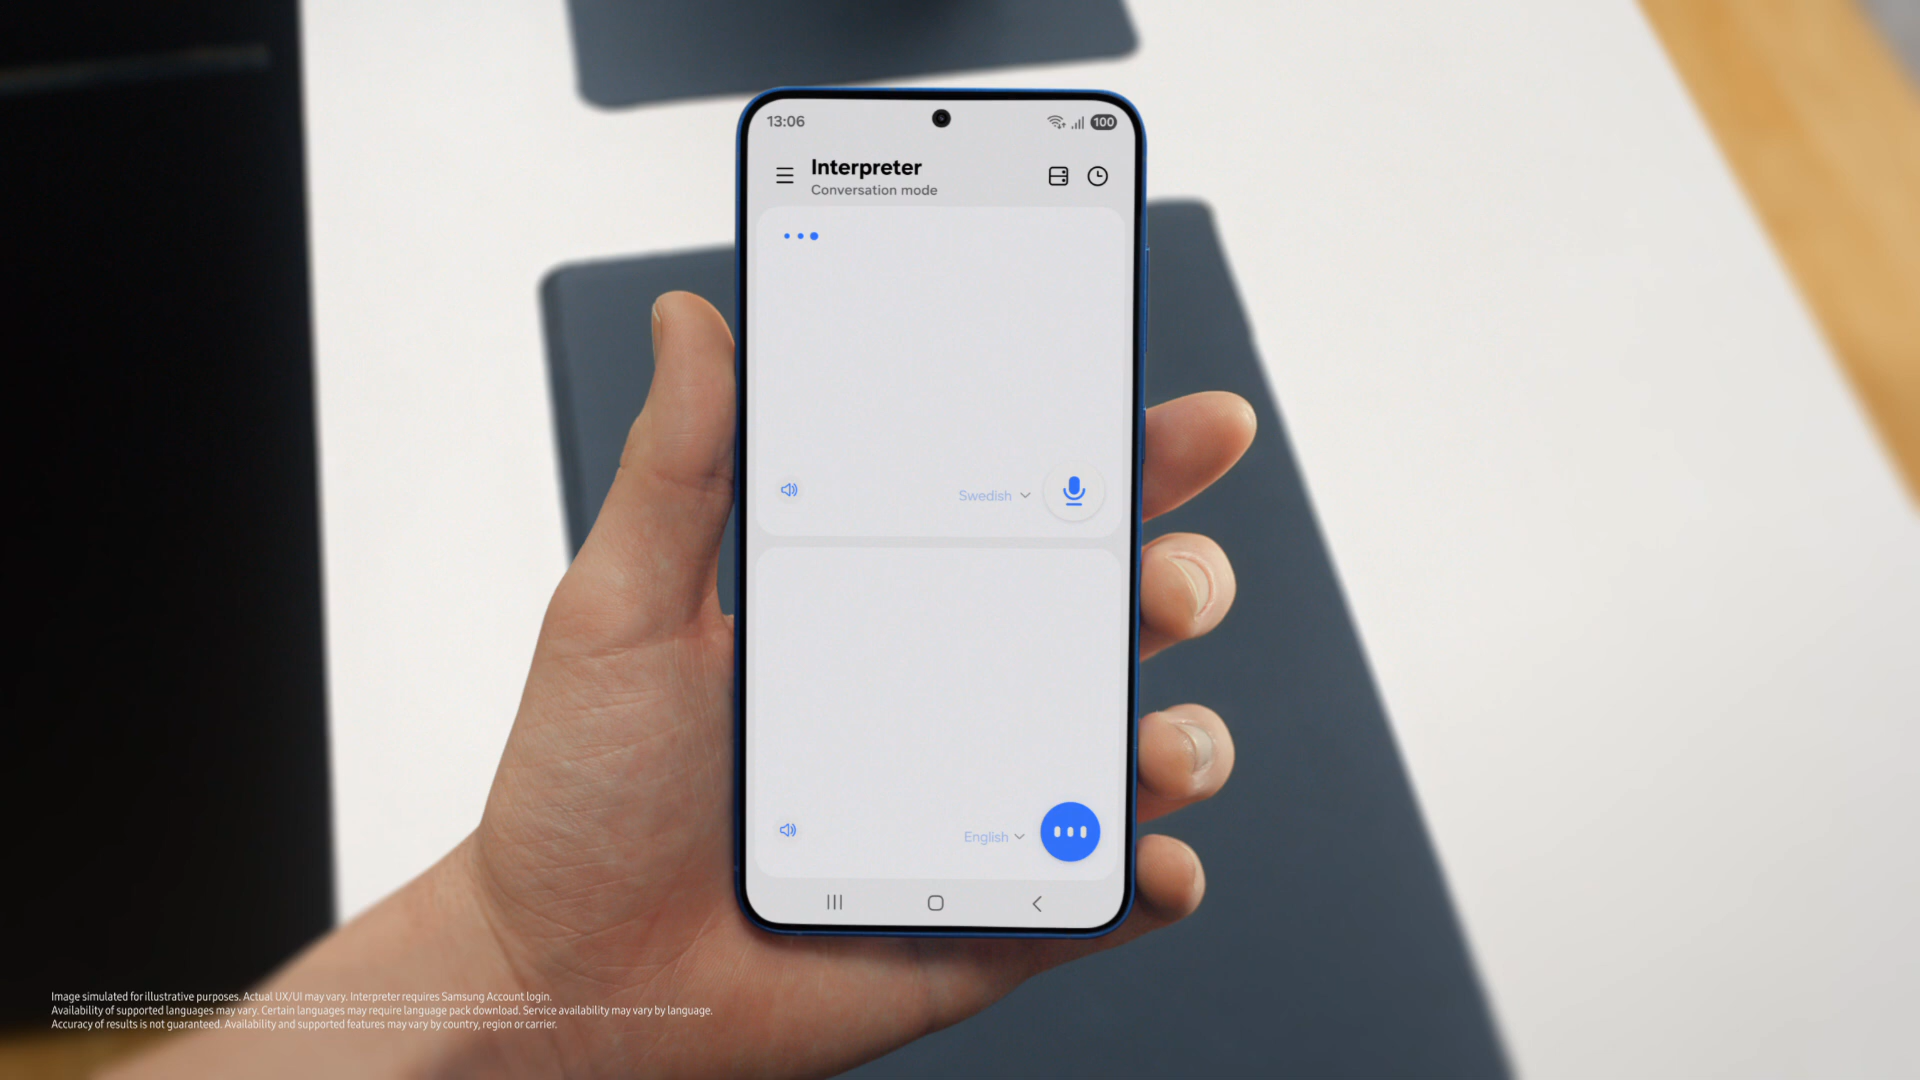 13:06
100
Interpreter
Conversation mode
Swedish
English
Image simulated for illustrative purposes. Actual UX/UI may vary. Interpreter requires Samsung Account login.
Availability of supported languages may vary. Certain languages may require language pack download. Service availability may vary by language.
Accuracy of results is not guaranteed. Availability and supported features may vary by country, region or carrier.